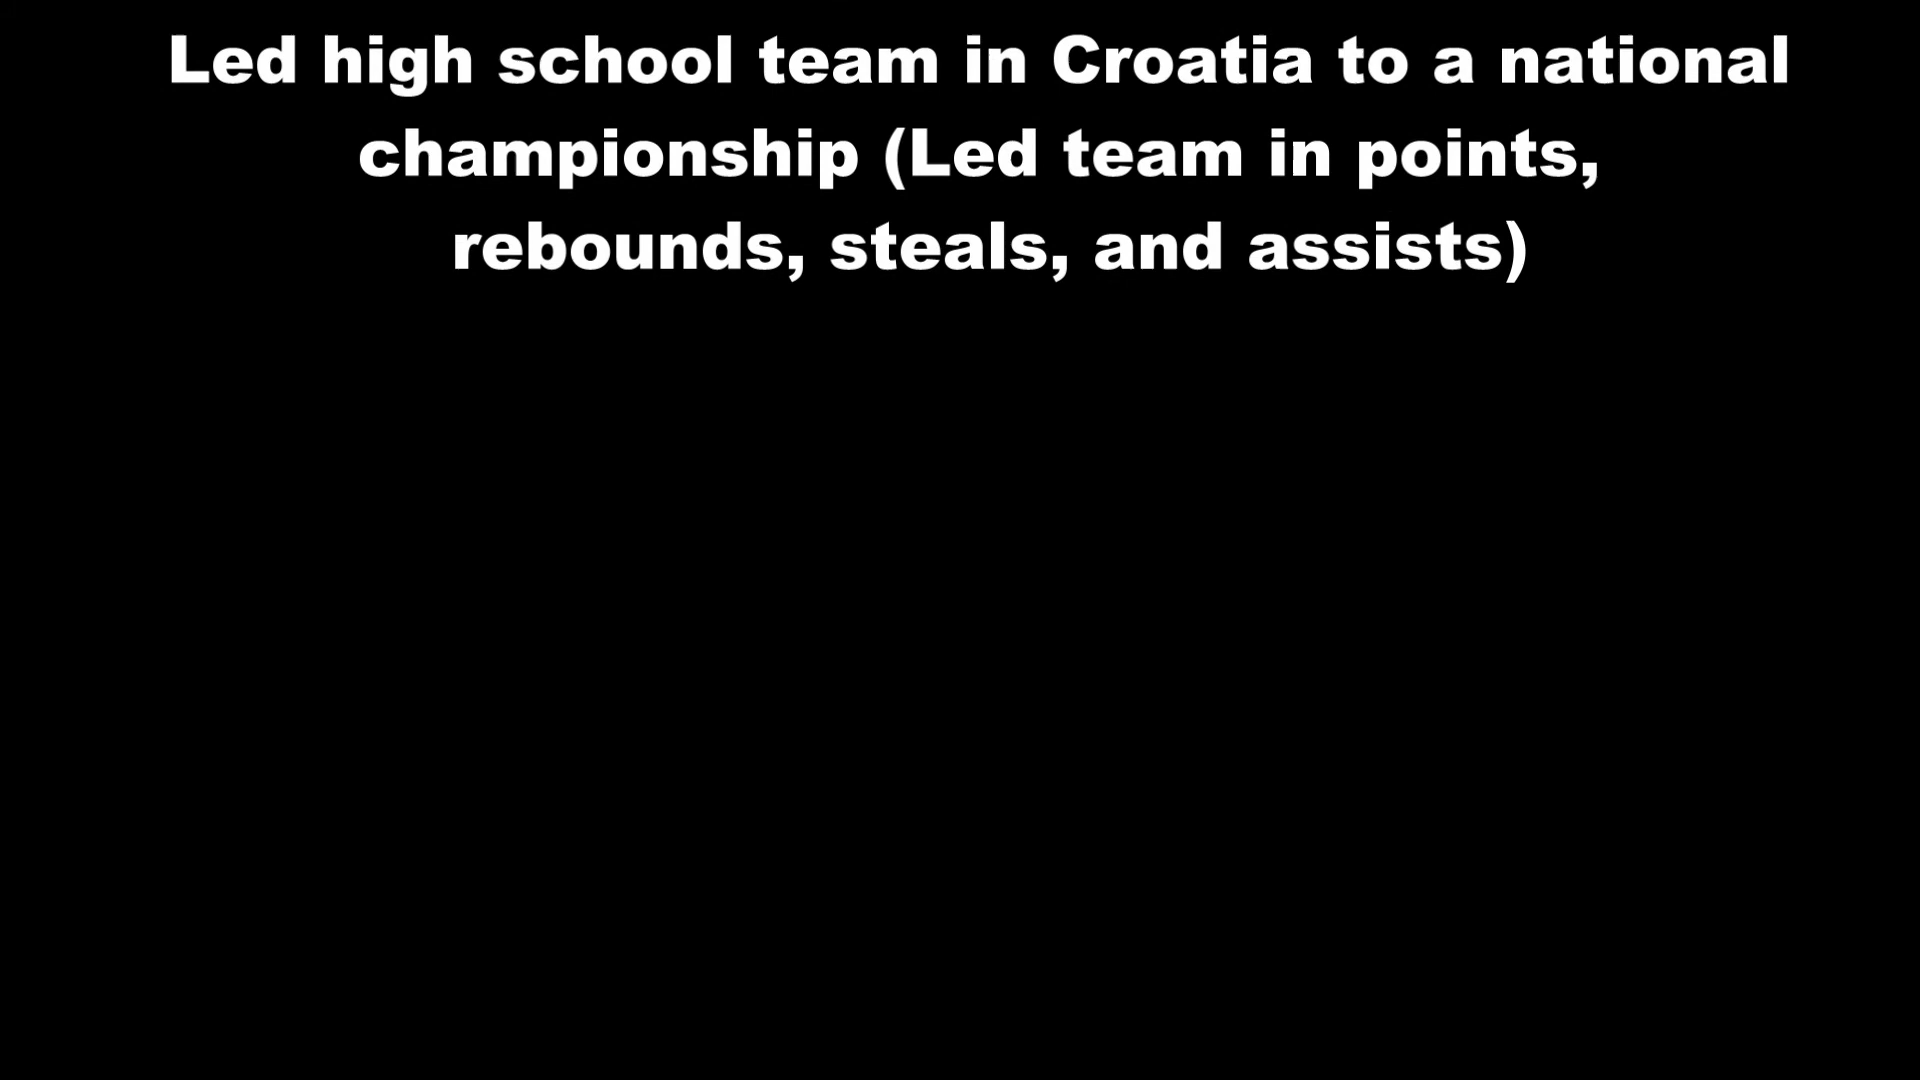 Led high school team in Croatia to a national
championship (Led team in points,
rebounds, steals, and assists)